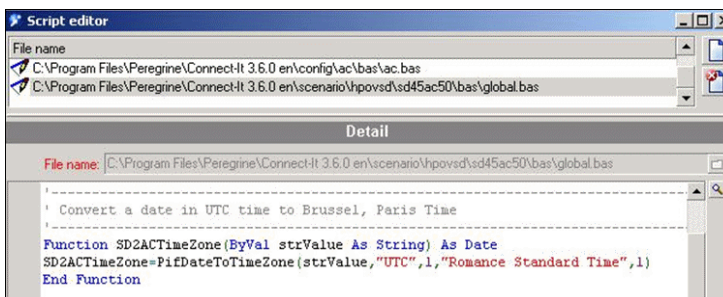 Script editor
File name
C:\Program Files\Peregrine\Connect-It 3.6.0 en\config\ac\bas\ac.bas
C:\Program Files\Peregrine\Connect-It 3.6.0 en\scenario\hpovsd\sd45ac50\bas\global.bas
Detail
File name: C:\Program Files\Peregrine\Connect-It 3.6.0 en\scenario\hpovsd\sd45ac50\bas\global.bas
'------------------------------------------------------------------------------
' Convert a date in UTC time to Brussel, Paris Time
'------------------------------------------------------------------------------
Function SD2ACTimeZone(ByVal strValue As String) As Date
SD2ACTimeZone=PifDateToTimeZone(strValue,"UTC",1,"Romance Standard Time",1)
End Function